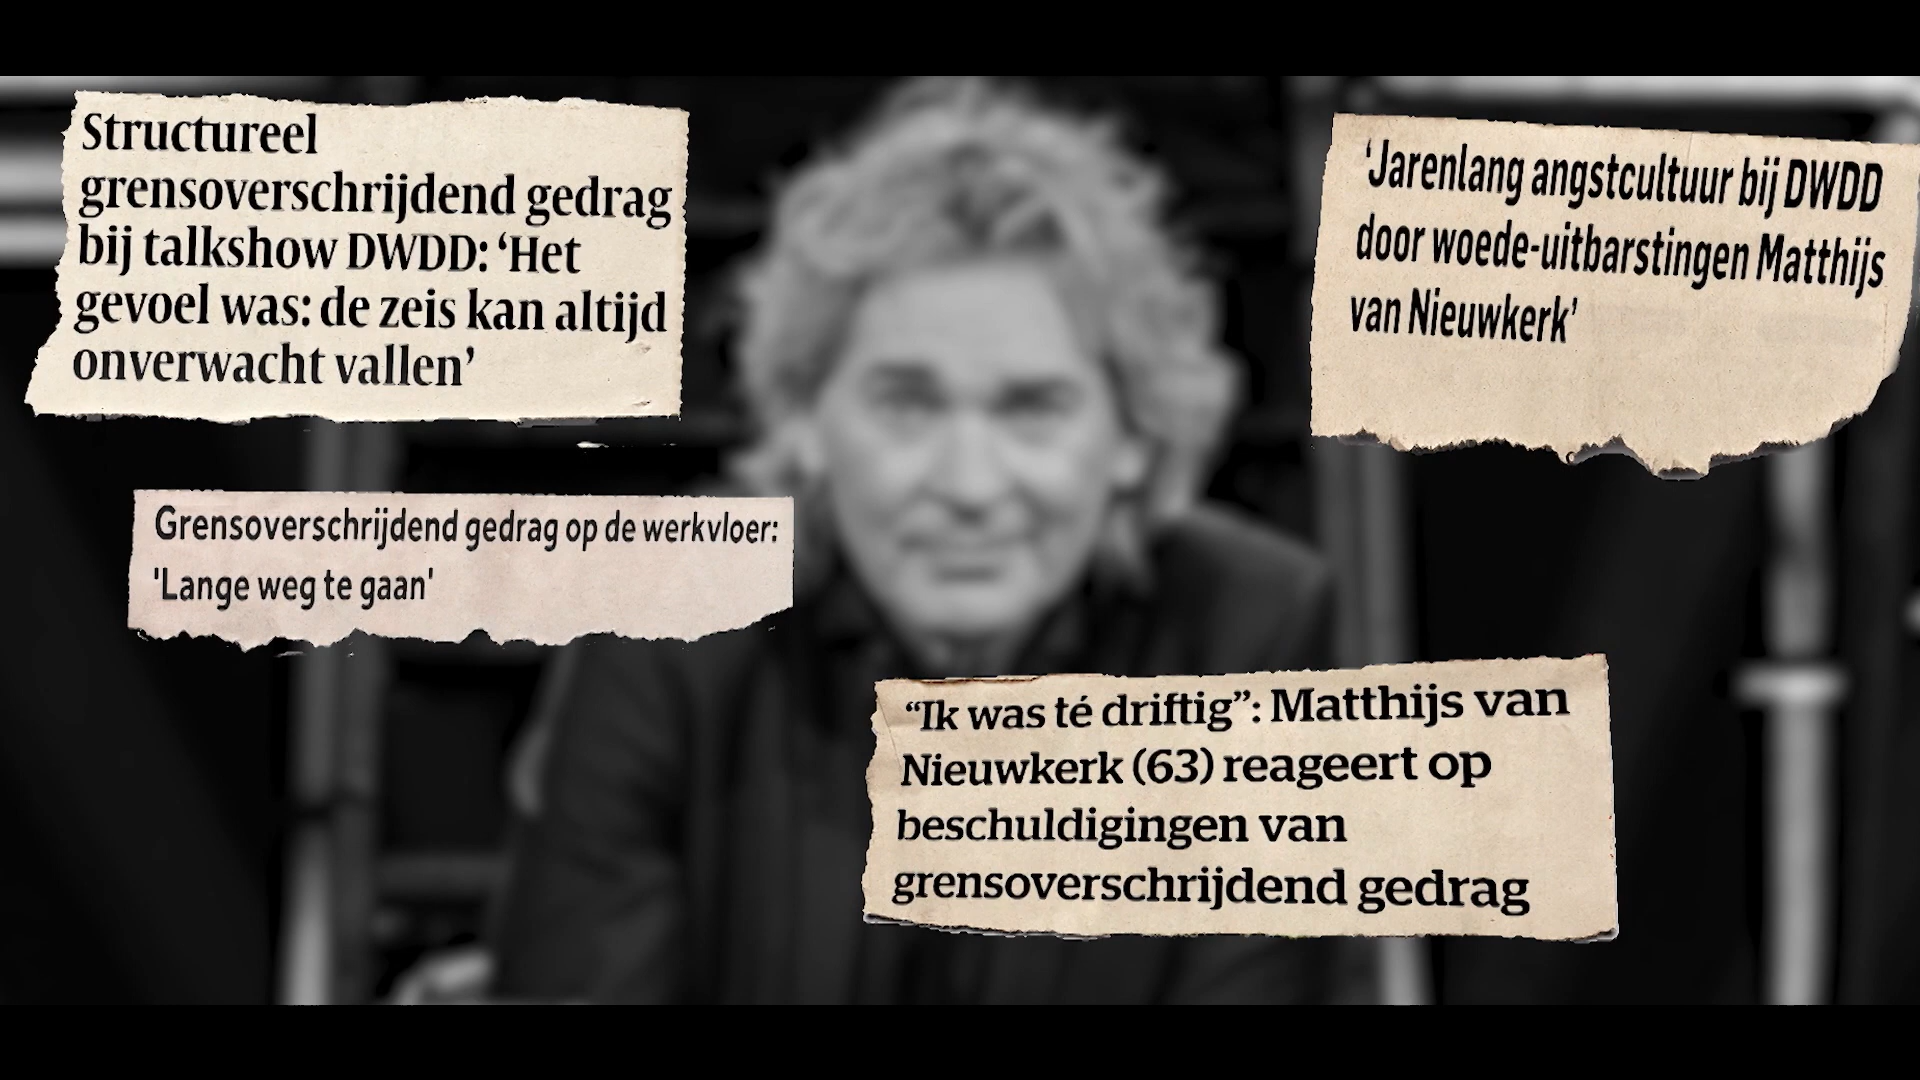 Structureel
grensoverschrijdend gedrag
bij talkshow DWDD: ‘Het
gevoel was: de zeis kan altijd
onverwacht vallen’
‘Jarenlang angstcultuur bij DWDD
door woede-uitbarstingen Matthijs
van Nieuwkerk’
Grensoverschrijdend gedrag op de werkvloer:
'Lange weg te gaan'
“Ik was té driftig”: Matthijs van
Nieuwkerk (63) reageert op
beschuldigingen van
grensoverschrijdend gedrag